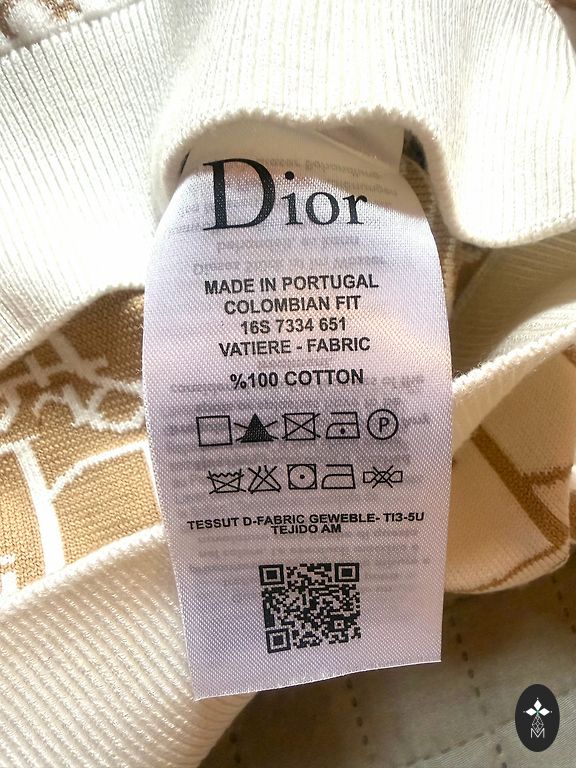 Dior
MADE IN PORTUGAL
COLOMBIAN FIT
16S 7334 651
VATIERE - FABRIC
%100 COTTON
P
TESSUT D-FABRIC GEWEBLE- TI3-5U
TEJIDO AM
M